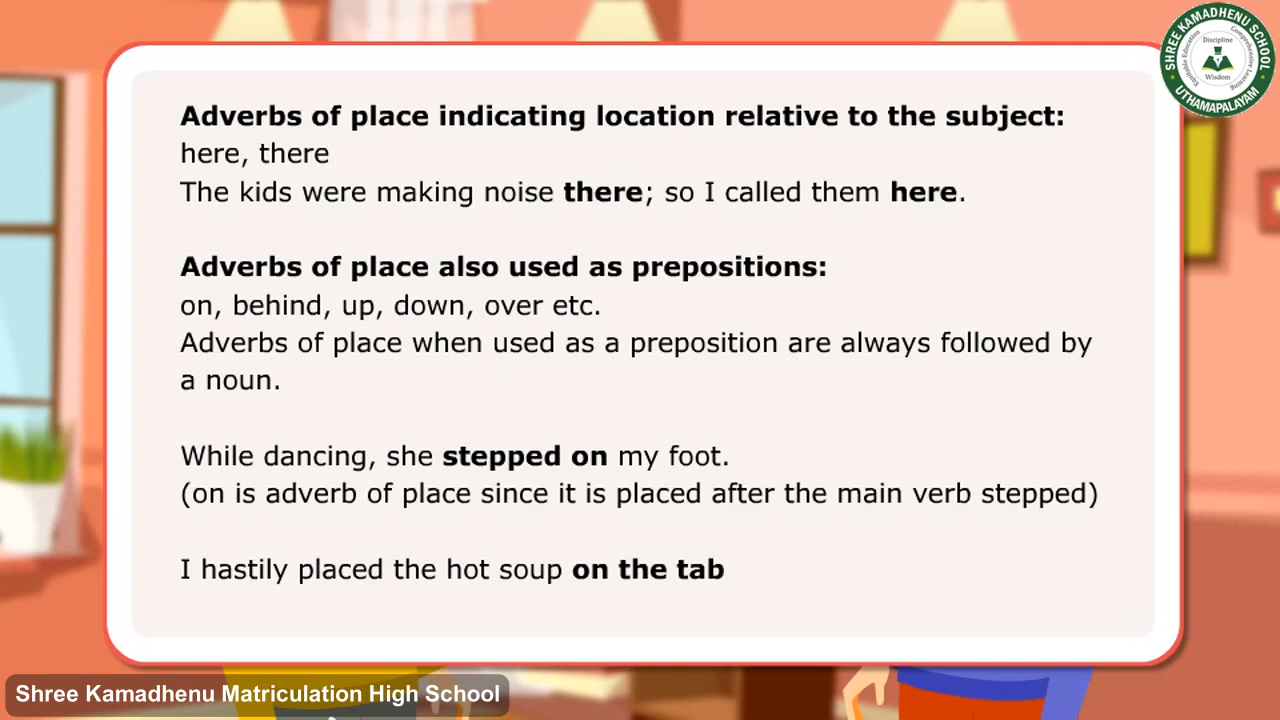 Adverbs of place indicating location relative to the subject:
here, there
The kids were making noise there; so I called them here.
Adverbs of place also used as prepositions:
on, behind, up, down, over etc.
Adverbs of place when used as a preposition are always followed by
a noun.
While dancing, she stepped on my foot.
(on is adverb of place since it is placed after the main verb stepped)
I hastily placed the hot soup on the tab
SHREE KAMADHENU SCHOOL
UTHAMAPALAYAM
Equitable Education
Discipline
Comprehensive Learning
Wisdom
Shree Kamadhenu Matriculation High School